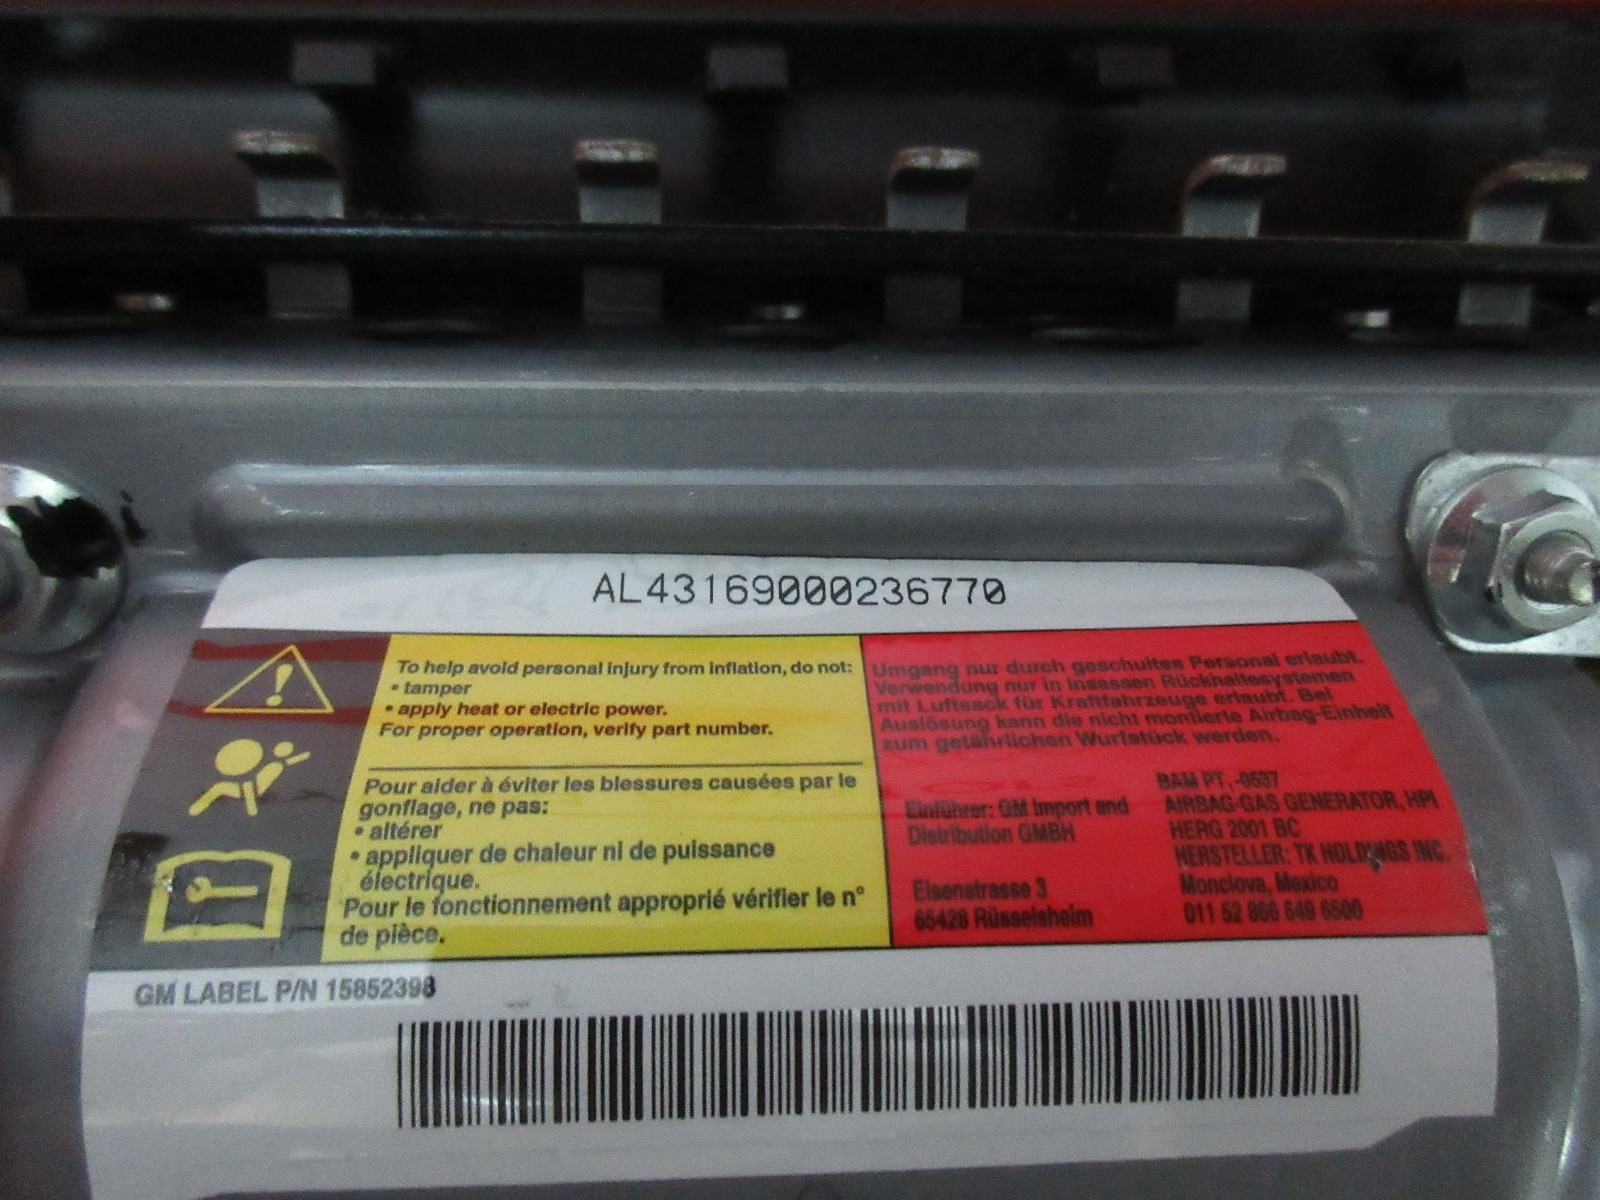 AL43169000236770
To help avoid personal injury from inflation, do not:
• tamper
• apply heat or electric power.
For proper operation, verify part number.
Pour aider à éviter les blessures causées par le
gonflage, ne pas:
• altérer
• appliquer de chaleur ni de puissance
électrique.
Pour le fonctionnement approprié vérifier le n°
de pièce.
Umgang nur durch geschultes Personal erlaubt.
Verwendung nur in Insassen Rückhaltesystemen
mit Luftsack für Kraftfahrzeuge erlaubt. Bei
Auslösung kann die nicht montierte Airbag-Einheit
zum gefährlichen Wurfstück werden.
Einführer: GM Import and
Distribution GMBH
Eisenstrasse 3
65428 Rüsselsheim
BAM PT,-0537
AIRBAG-GAS GENERATOR, HPI
HERG 2001 BC
HERSTELLER: TK HOLDINGS INC.
Monclova, Mexico
011 52 866 649 6500
GM LABEL P/N 15852398